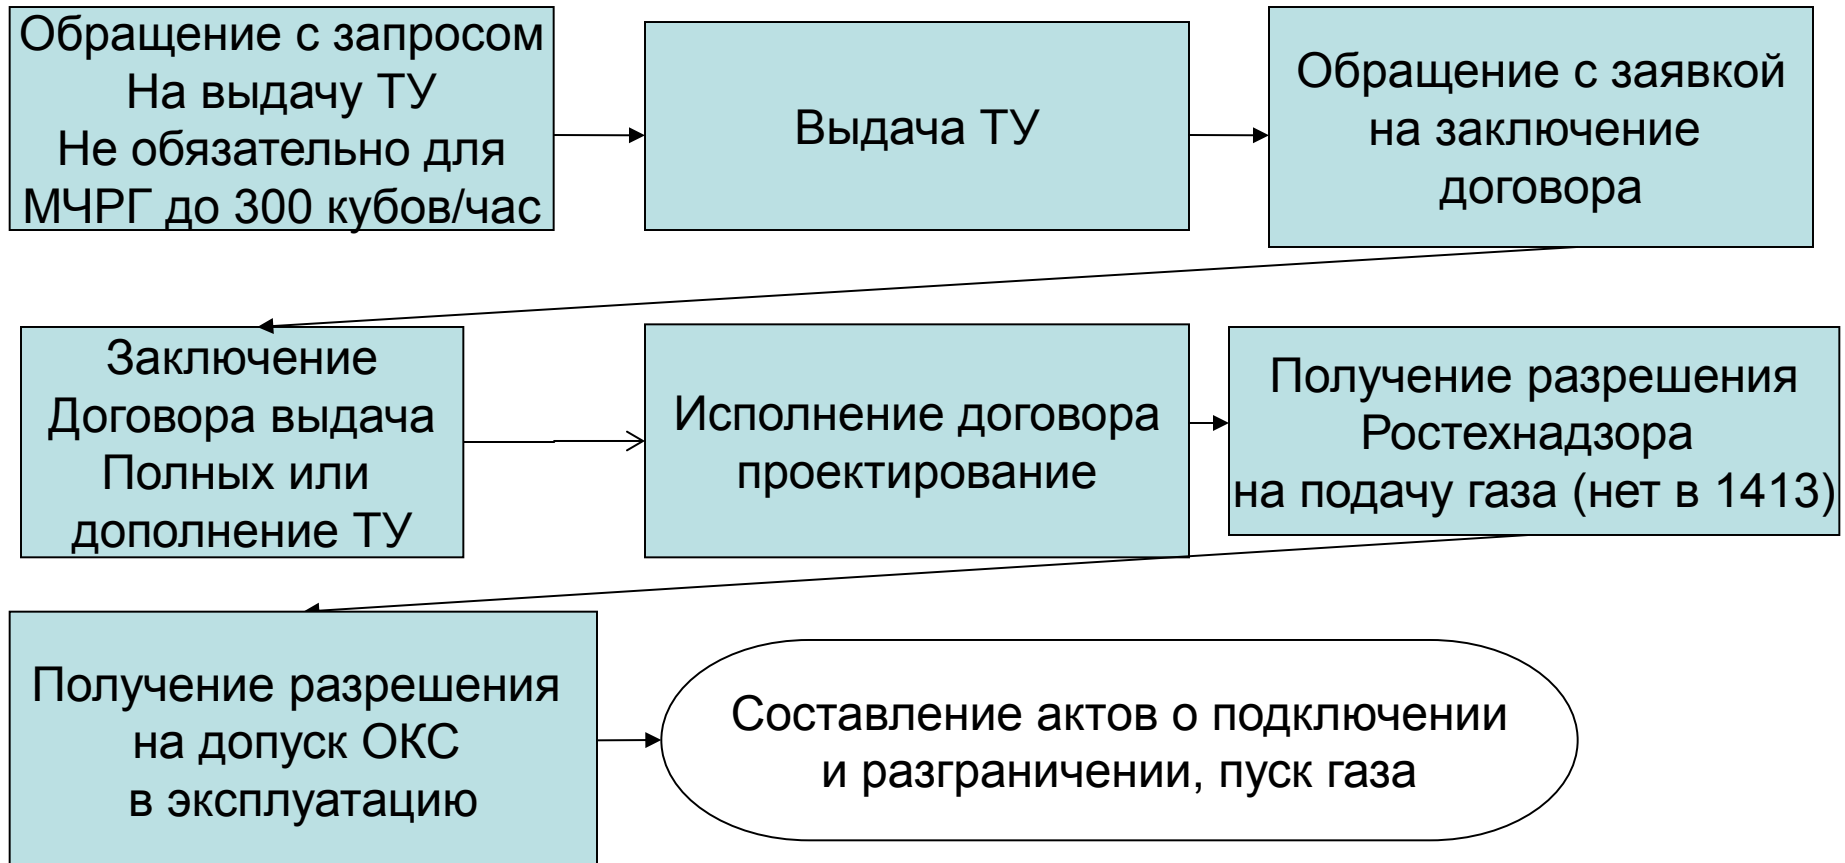 Обращение с запросом
На выдачу ТУ
Не обязательно для
МЧРГ до 300 кубов/час
Выдача ТУ
Обращение с заявкой
на заключение
договора
Заключение
Договора выдача
Полных или
дополнение ТУ
Исполнение договора
проектирование
Получение разрешения
Ростехнадзора
на подачу газа (нет в 1413)
Получение разрешения
на допуск ОКС
в эксплуатацию
Составление актов о подключении
и разграничении, пуск газа